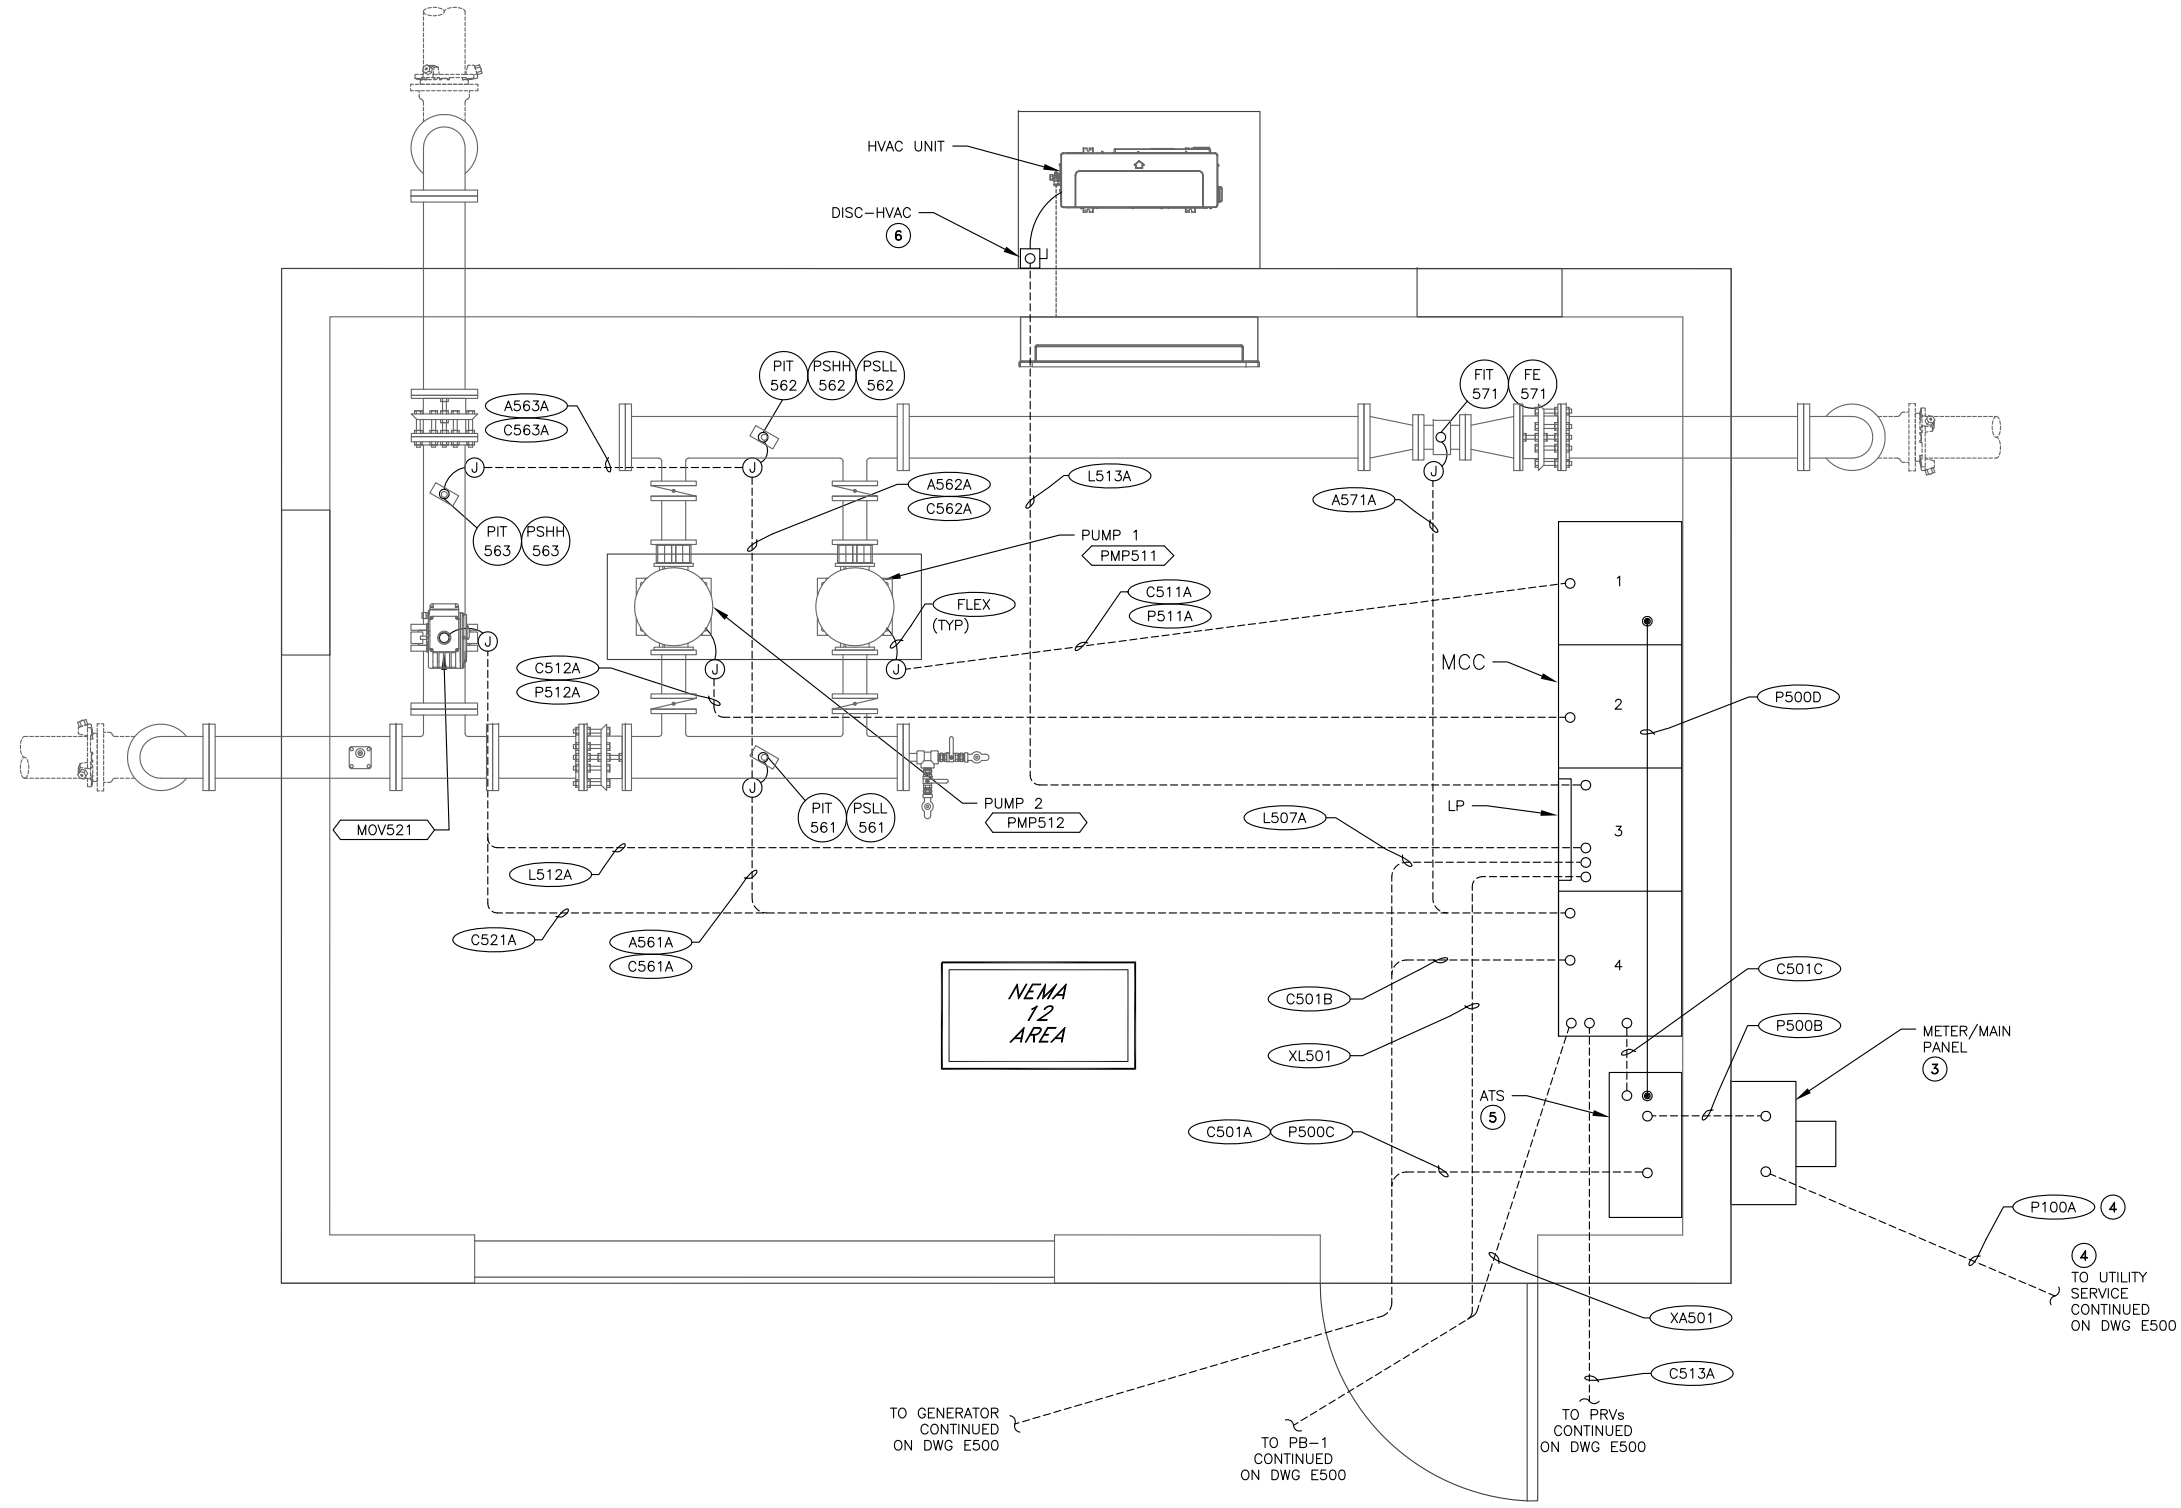 HVAC UNIT
DISC-HVAC
6
PIT
562
PSHH
562
PSLL
562
FIT
571
FE
571
A563A
C563A
A562A
C562A
L513A
A571A
J
J
J
PIT
563
PSHH
563
PUMP 1
PMP511
C511A
P511A
FLEX
(TYP)
1
J
C512A
P512A
J
J
MCC
2
P500D
J
PIT
561
PSLL
561
PUMP 2
PMP512
MOV521
LP
L507A
3
L512A
C521A
A561A
C561A
NEMA
12
AREA
4
C501B
C501C
XL501
P500B
METER/MAIN
PANEL
3
ATS
5
C501A
P500C
P100A
4
4
TO UTILITY
SERVICE
CONTINUED
ON DWG E500
XA501
C513A
TO GENERATOR
CONTINUED
ON DWG E500
TO PB-1
CONTINUED
ON DWG E500
TO PRVs
CONTINUED
ON DWG E500